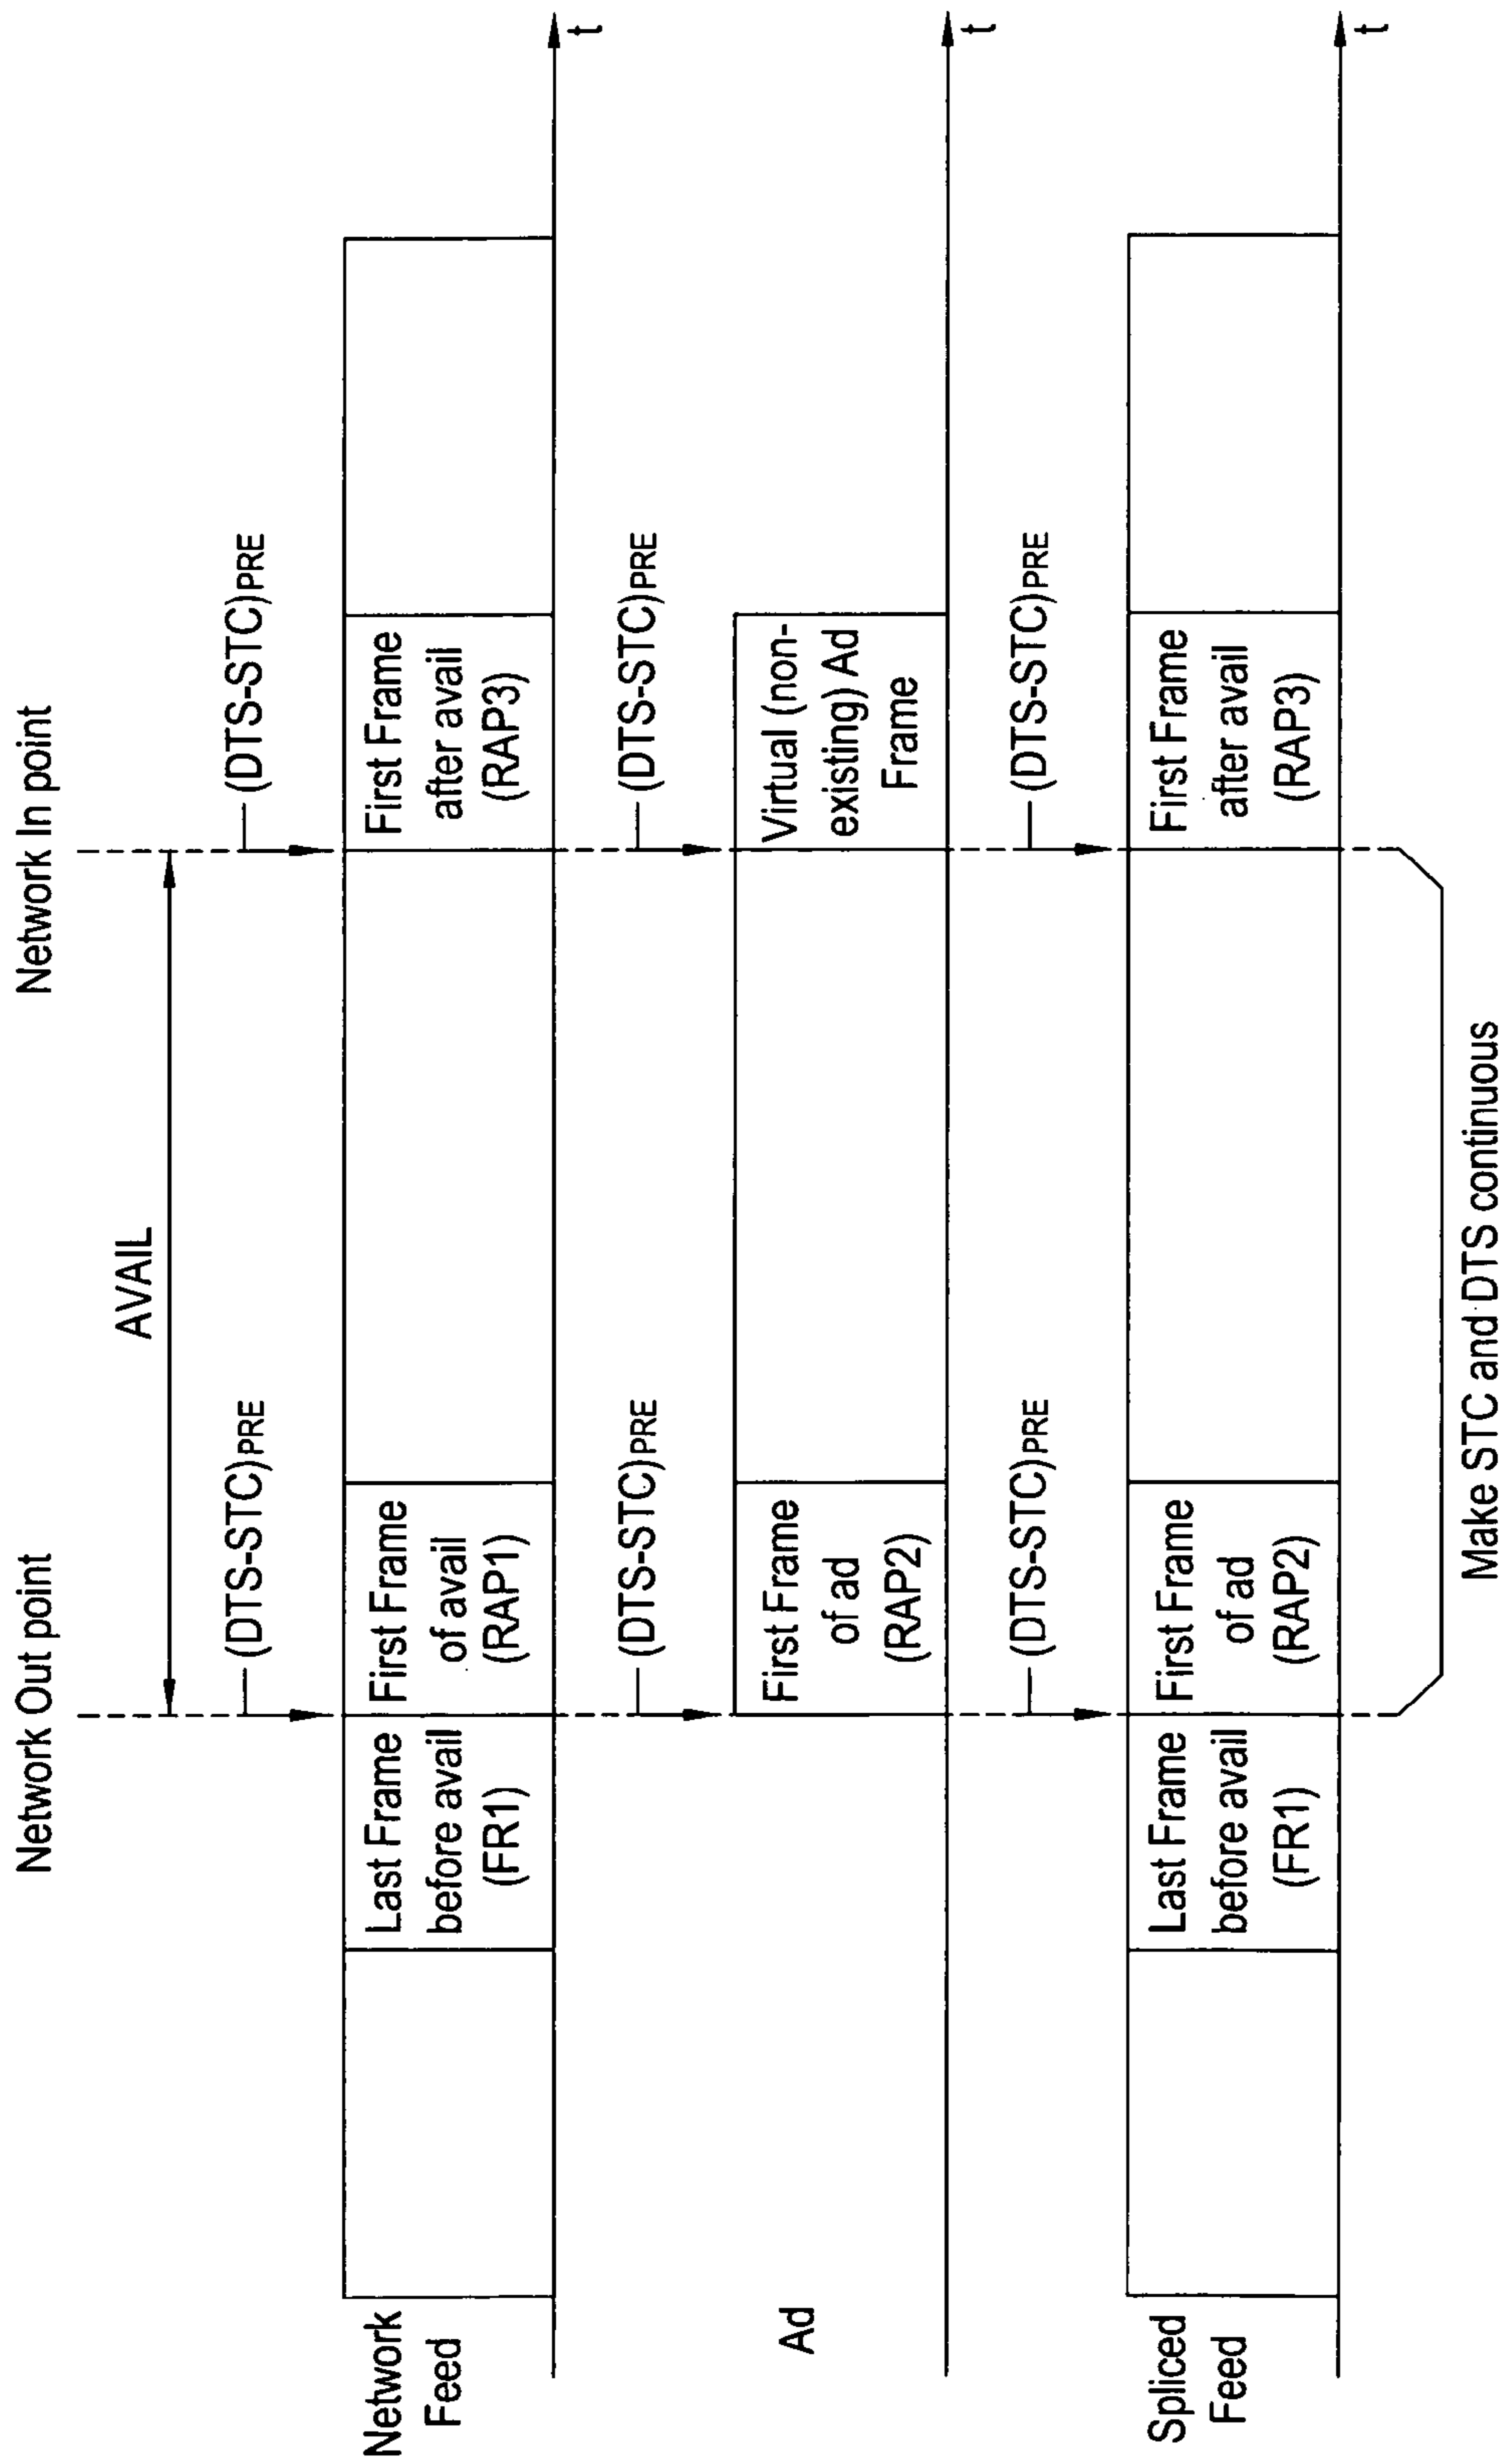 Network Out point
Network In point
AVAIL
(DTS-STC)PRE
(DTS-STC)PRE
Network
Feed
Last Frame
before avail
(FR1)
First Frame
of avail
(RAP1)
First Frame
after avail
(RAP3)
t
(DTS-STC)PRE
(DTS-STC)PRE
Ad
First Frame
of ad
(RAP2)
Virtual (non-
existing) Ad
Frame
t
(DTS-STC)PRE
(DTS-STC)PRE
Spliced
Feed
Last Frame
before avail
(FR1)
First Frame
of ad
(RAP2)
First Frame
after avail
(RAP3)
t
Make STC and DTS continuous